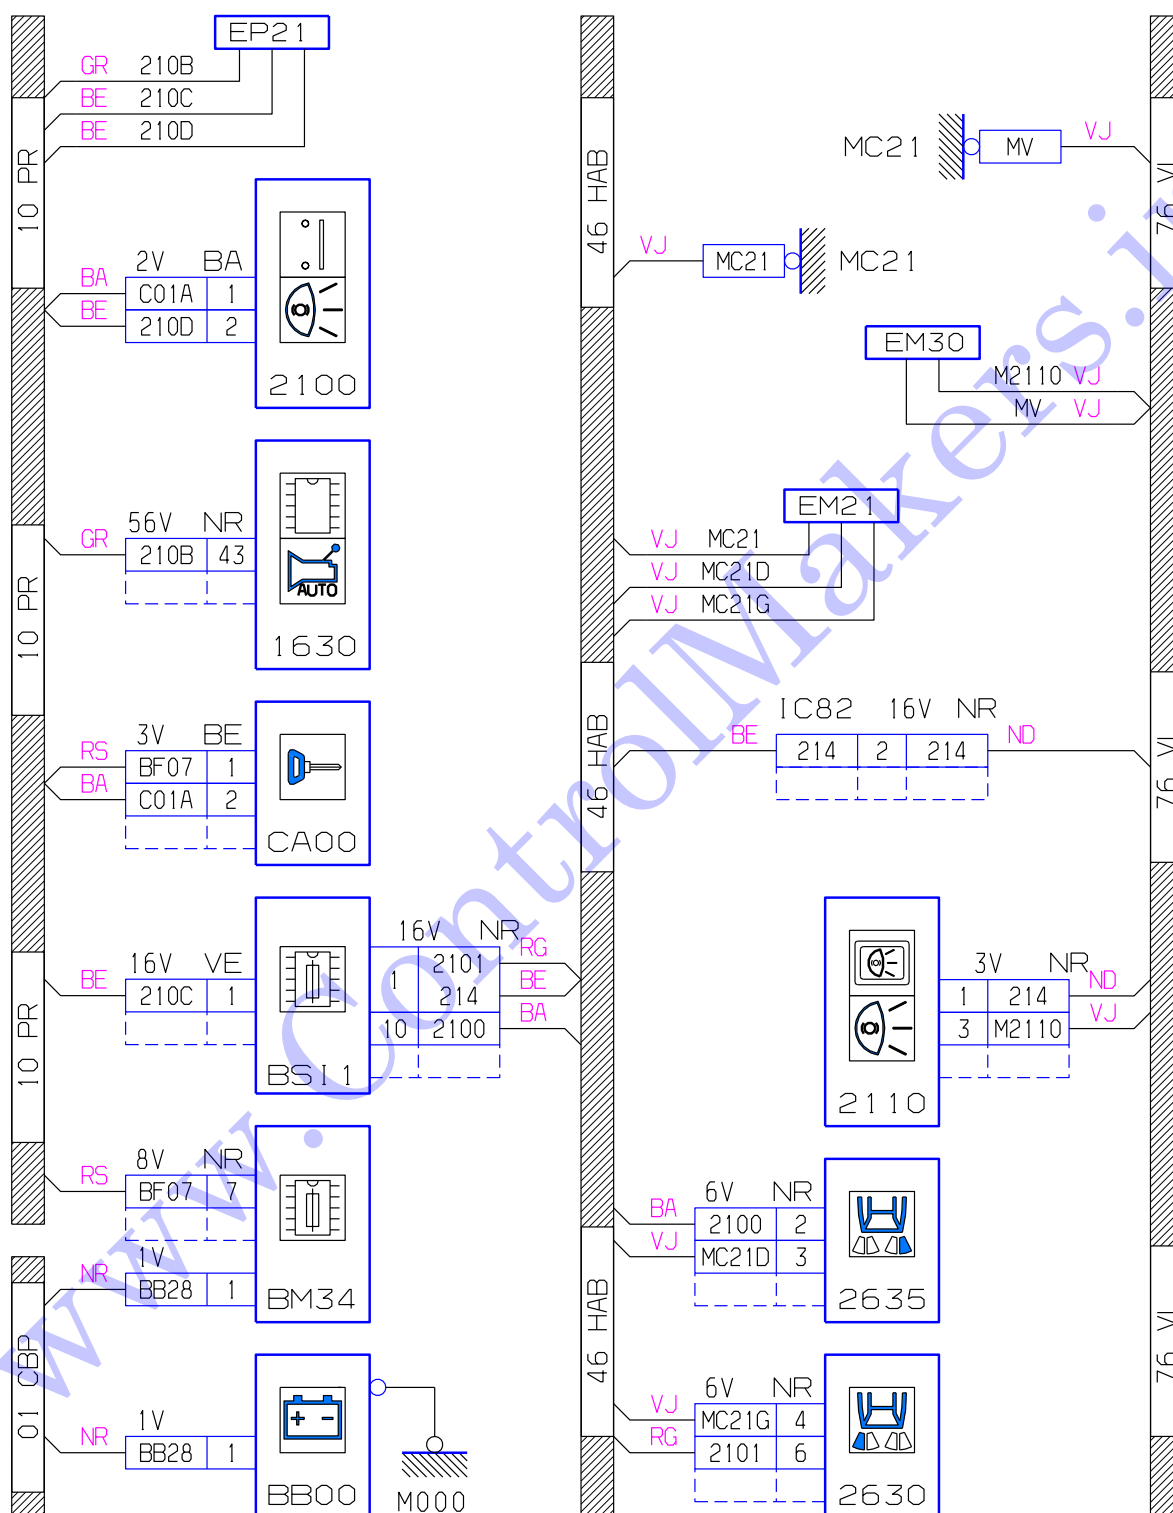 EP21
GR 210B
BE 210C
BE 210D
10 PR
2V BA
BA C01A 1
BE 210D 2
2100
56V NR
GR 210B 43
AUTO
1630
10 PR
3V BE
RS BF07 1
BA C01A 2
CA00
16V VE
BE 210C 1
BSI1
16V NR
1 2101 RG
214 BE
10 2100 BA
10 PR
8V NR
RS BF07 7
1V
NR BB28 1
BM34
01 CBP
1V
NR BB28 1
+ -
BB00
M000
46 HAB
MC21 MV VJ
VJ MC21 MC21
EM30
M2110 VJ
MV VJ
EM21
VJ MC21
VJ MC21D
VJ MC21G
46 HAB
IC82 16V NR
BE 214 2 214 ND
3V NR
1 214 ND
3 M2110 VJ
2110
6V NR
BA 2100 2
VJ MC21D 3
2635
46 HAB
6V NR
VJ MC21G 4
RG 2101 6
2630
76
76
76
www.ControlMakers.i